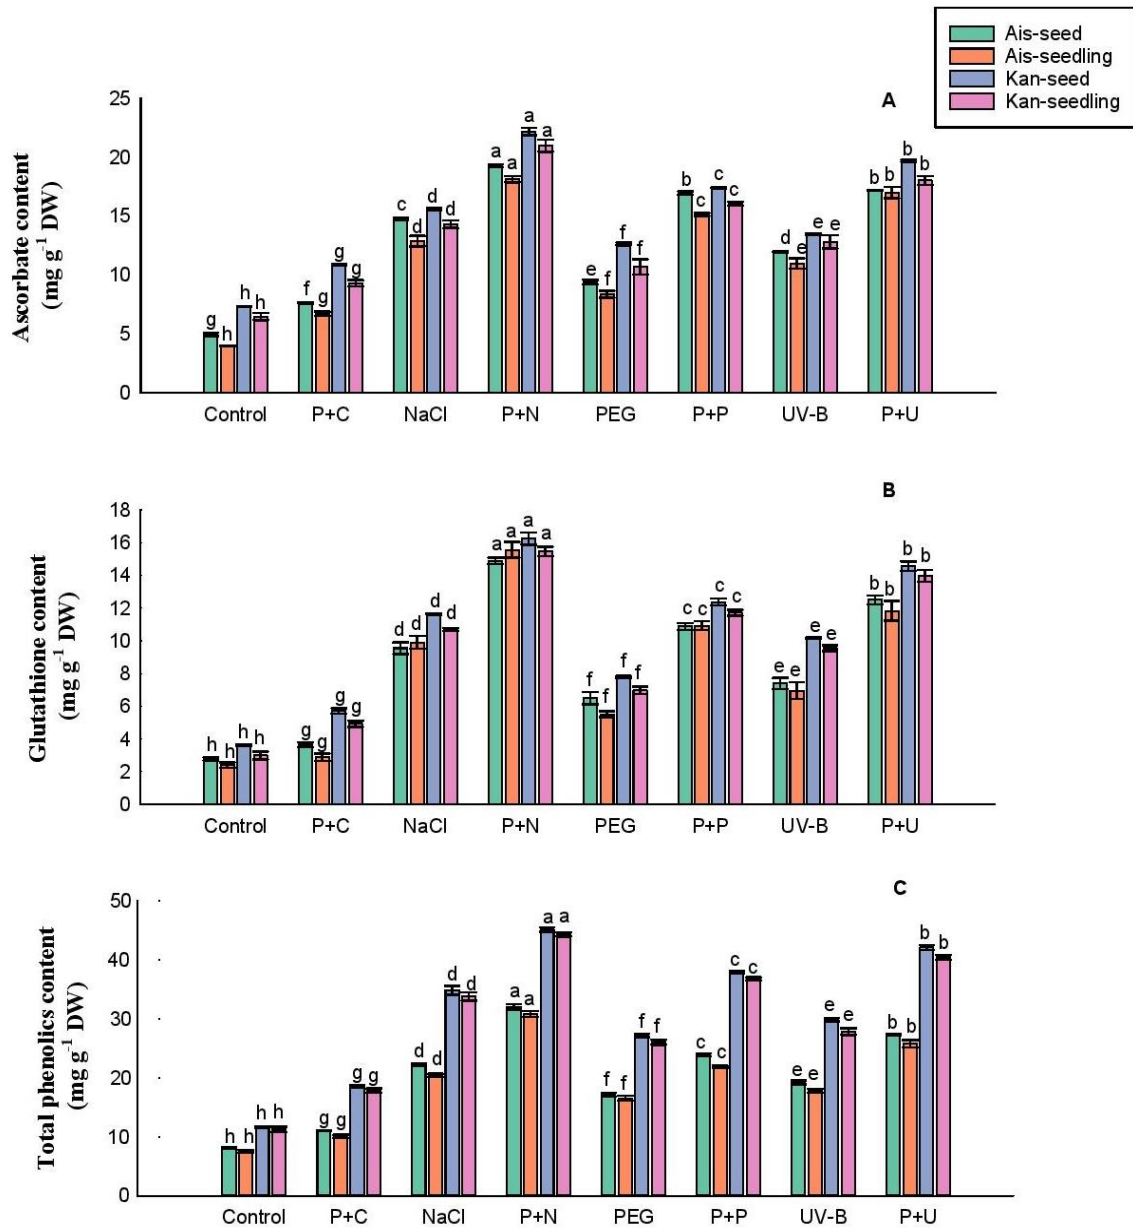 Ais-seed
Ais-seedling
Kan-seed
Kan-seedling
A
Ascorbate content
(mg g-1 DW)
25
20
15
10
5
0
g h h h
f g g g
c d d d
a a a a
e f f f
b c c c
d e e e
b b b b
Control P+C NaCl P+N PEG P+P UV-B P+U
B
Glutathione content
(mg g-1 DW)
18
16
14
12
10
8
6
4
2
0
h h h h
g g g g
d d d d
a a a a
f f f f
c c c c
e e e e
b b b b
Control P+C NaCl P+N PEG P+P UV-B P+U
C
Total phenolics content
(mg g-1 DW)
50
40
30
20
10
0
h h h h
g g g g
d d d d
a a a a
f f f f
c c c c
e e e e
b b b b
Control P+C NaCl P+N PEG P+P UV-B P+U